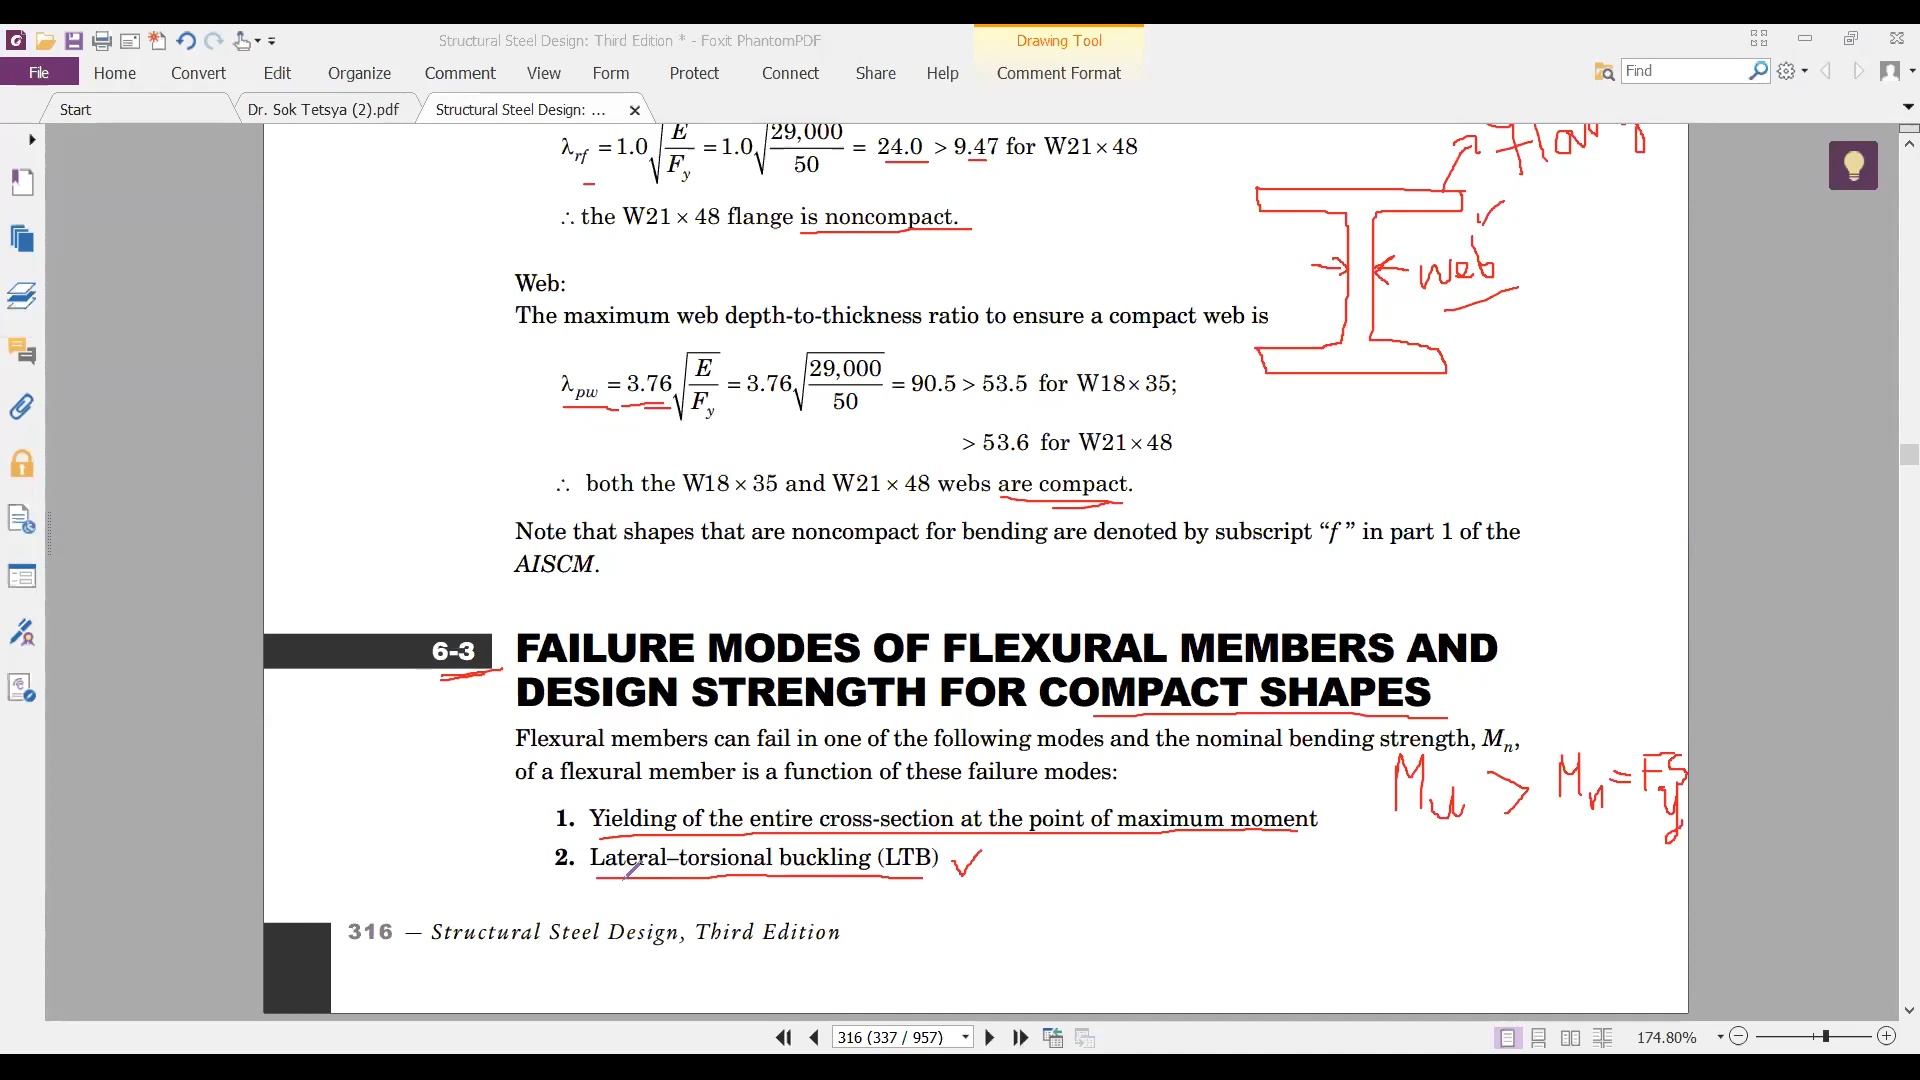 Structural Steel Design: Third Edition * - Foxit PhantomPDF
Drawing Tool
File Home Convert Edit Organize Comment View Form Protect Connect Share Help Comment Format
Find
Start
Dr. Sok Tetsya (2).pdf
Structural Steel Design: ...
λrf = 1.0 √(E/Fy) = 1.0 √(29,000/50) = 24.0 > 9.47 for W21 × 48
∴ the W21 × 48 flange is noncompact.
Web:
web
The maximum web depth-to-thickness ratio to ensure a compact web is
λpw = 3.76 √(E/Fy) = 3.76 √(29,000/50) = 90.5 > 53.5 for W18 × 35;
> 53.6 for W21 × 48
∴ both the W18 × 35 and W21 × 48 webs are compact.
Note that shapes that are noncompact for bending are denoted by subscript “f ” in part 1 of the
AISCM.
6-3 FAILURE MODES OF FLEXURAL MEMBERS AND
DESIGN STRENGTH FOR COMPACT SHAPES
Flexural members can fail in one of the following modes and the nominal bending strength, Mn,
of a flexural member is a function of these failure modes:
Mu > Mn = Fy S
1. Yielding of the entire cross-section at the point of maximum moment
2. Lateral–torsional buckling (LTB)
316 — Structural Steel Design, Third Edition
316 (337 / 957)
174.80%